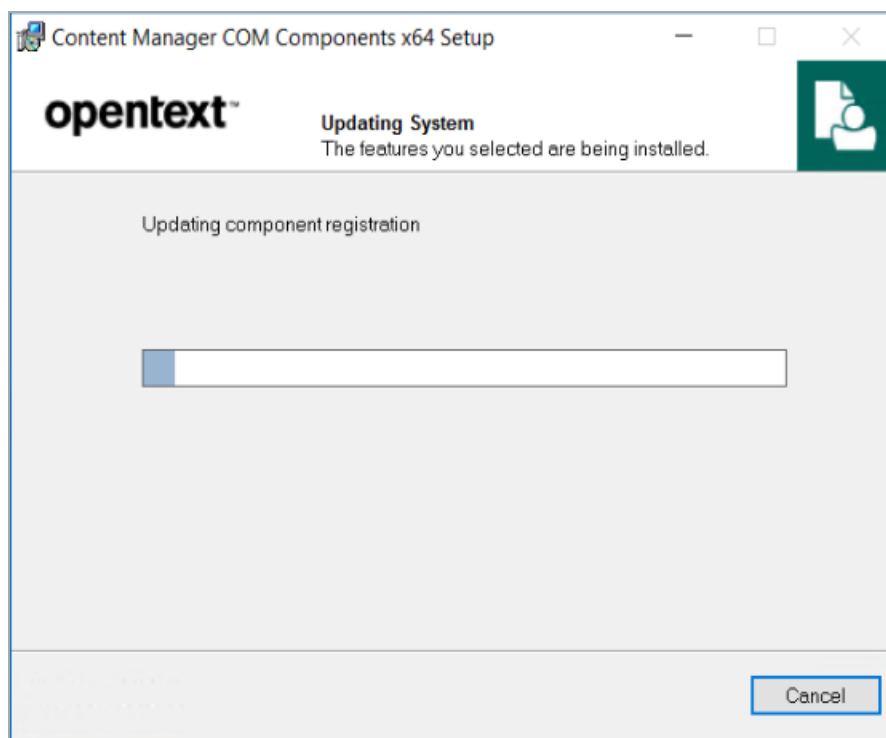 Content Manager COM Components x64 Setup
opentext™
Updating System
The features you selected are being installed.
Updating component registration
Cancel